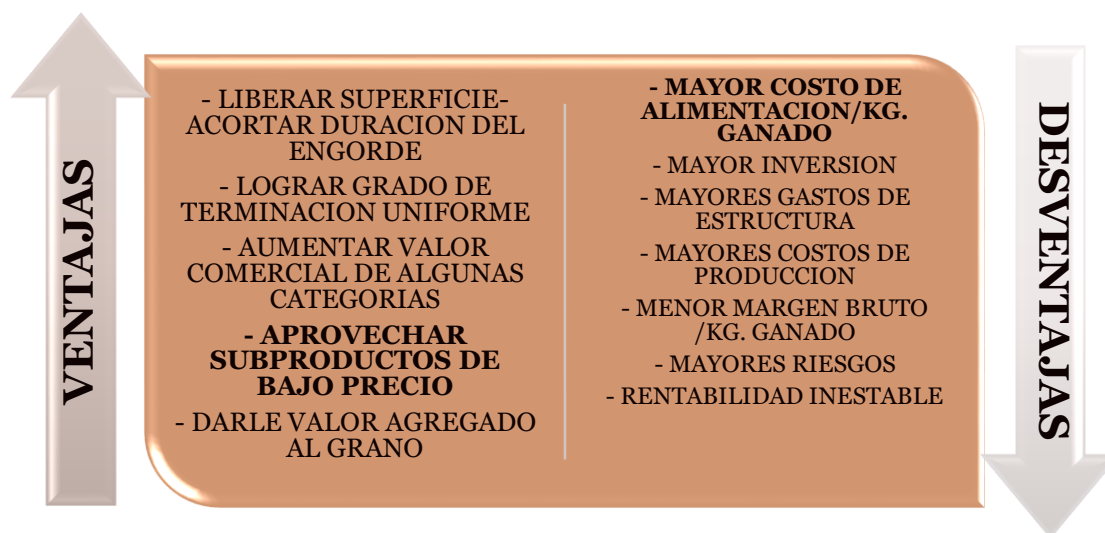 VENTAJAS
- LIBERAR SUPERFICIE-
ACORTAR DURACION DEL
ENGORDE
- LOGRAR GRADO DE
TERMINACION UNIFORME
- AUMENTAR VALOR
COMERCIAL DE ALGUNAS
CATEGORIAS
- APROVECHAR
SUBPRODUCTOS DE
BAJO PRECIO
- DARLE VALOR AGREGADO
AL GRANO
- MAYOR COSTO DE
ALIMENTACION/KG.
GANADO
- MAYOR INVERSION
- MAYORES GASTOS DE
ESTRUCTURA
- MAYORES COSTOS DE
PRODUCCION
- MENOR MARGEN BRUTO
/KG. GANADO
- MAYORES RIESGOS
- RENTABILIDAD INESTABLE
DESVENTAJAS